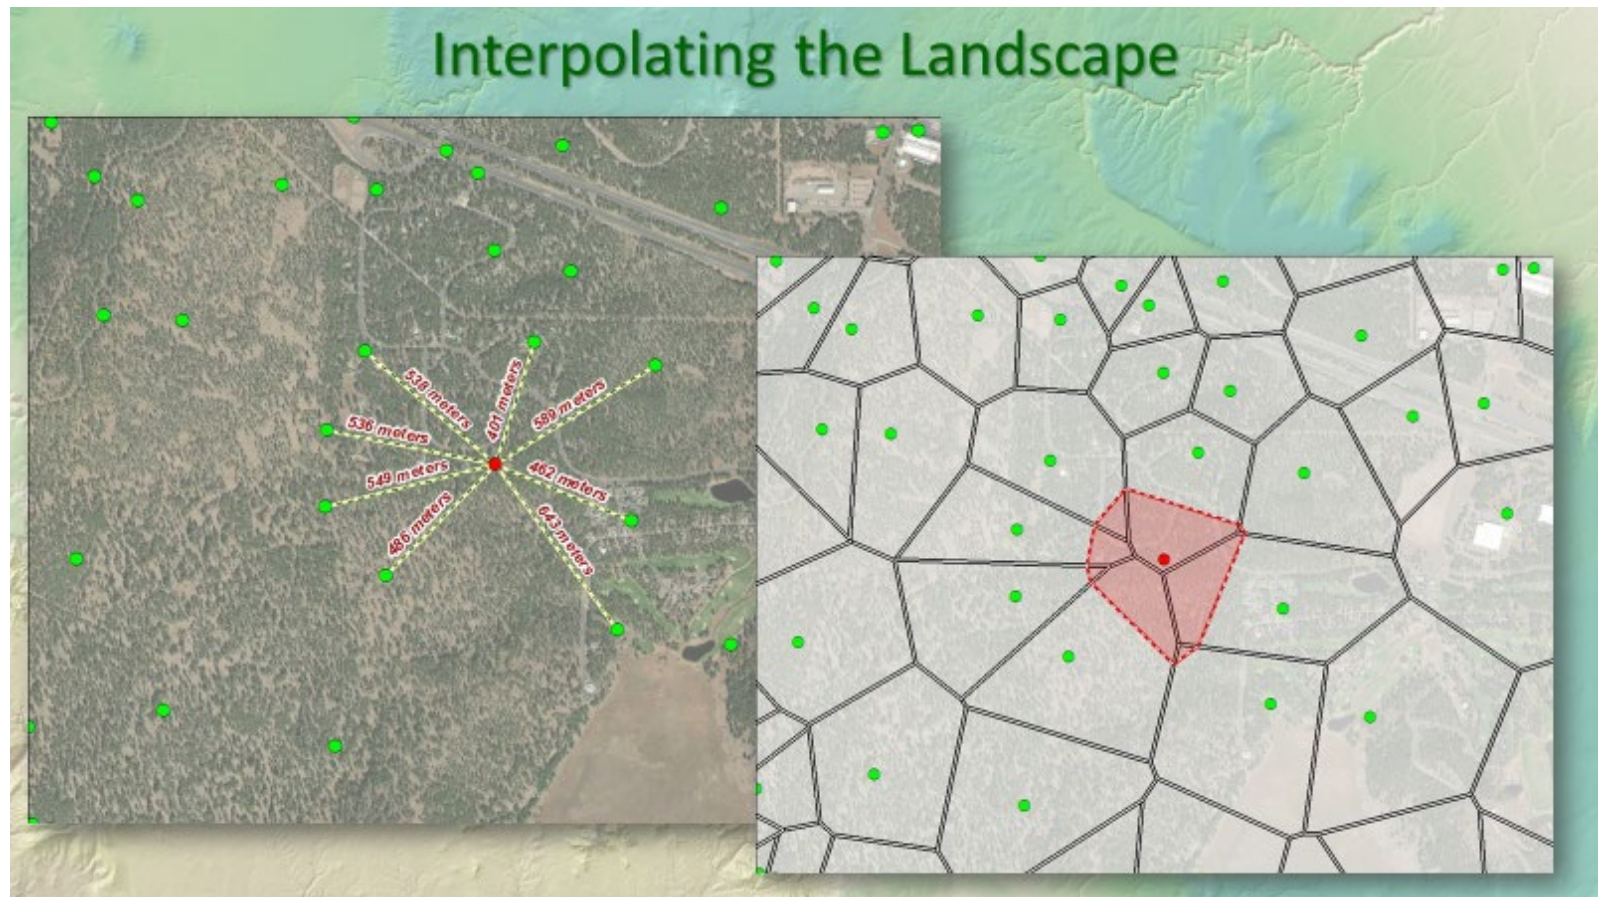 Interpolating the Landscape
538 meters
401 meters
589 meters
536 meters
549 meters
462 meters
486 meters
643 meters